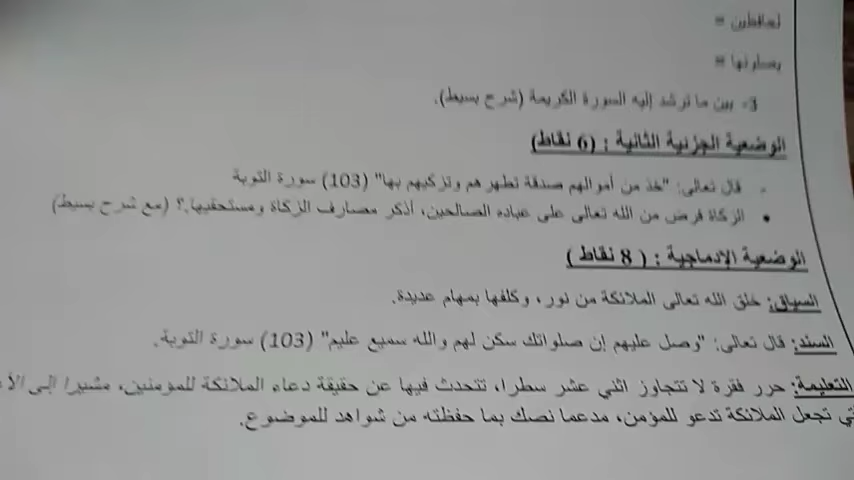 لحافظين =
يصلونها =
3- بين ما ترشد إليه السورة الكريمة (شرح بسيط).
الوضعية الجزئية الثانية : (6 نقاط)
- قال تعالى: "خذ من أموالهم صدقة تطهرهم وتزكيهم بها" (103) سورة التوبة
• الزكاة فرض من الله تعالى على عباده الصالحين، أذكر مصارف الزكاة ومستحقيها.؟ (مع شرح بسيط)
الوضعية الإدماجية : ( 8 نقاط )
السياق: خلق الله تعالى الملائكة من نور، وكلفها بمهام عديدة.
السند: قال تعالى: "وصل عليهم إن صلواتك سكن لهم والله سميع عليم" (103) سورة التوبة.
التعليمة: حرر فقرة لا تتجاوز اثني عشر سطرا، تتحدث فيها عن حقيقة دعاء الملائكة للمؤمنين، مشيرا إلى
تي تجعل الملائكة تدعو للمؤمن، مدعما نصك بما حفظته من شواهد للموضوع.